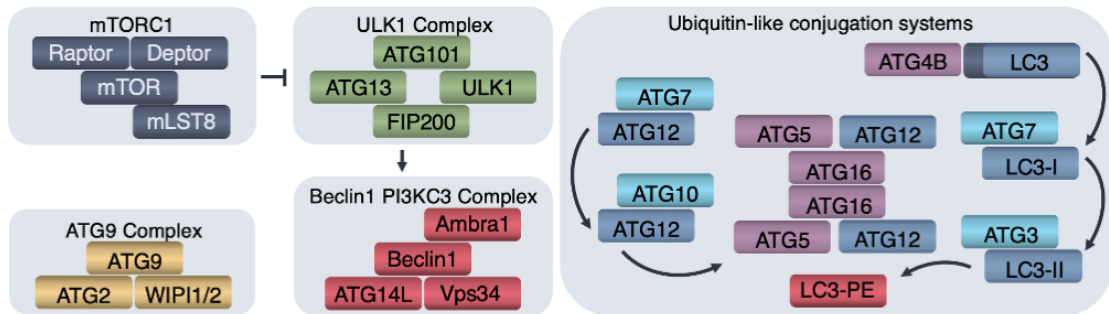 mTORC1
Raptor
Deptor
mTOR
mLST8
ULK1 Complex
ATG101
ATG13
ULK1
FIP200
ATG9 Complex
ATG9
ATG2
WIPI1/2
Beclin1 PI3KC3 Complex
Ambra1
Beclin1
ATG14L
Vps34
Ubiquitin-like conjugation systems
ATG4B
LC3
ATG7
ATG12
ATG10
ATG12
ATG5
ATG12
ATG16
ATG16
ATG5
ATG12
ATG7
LC3-I
ATG3
LC3-II
LC3-PE